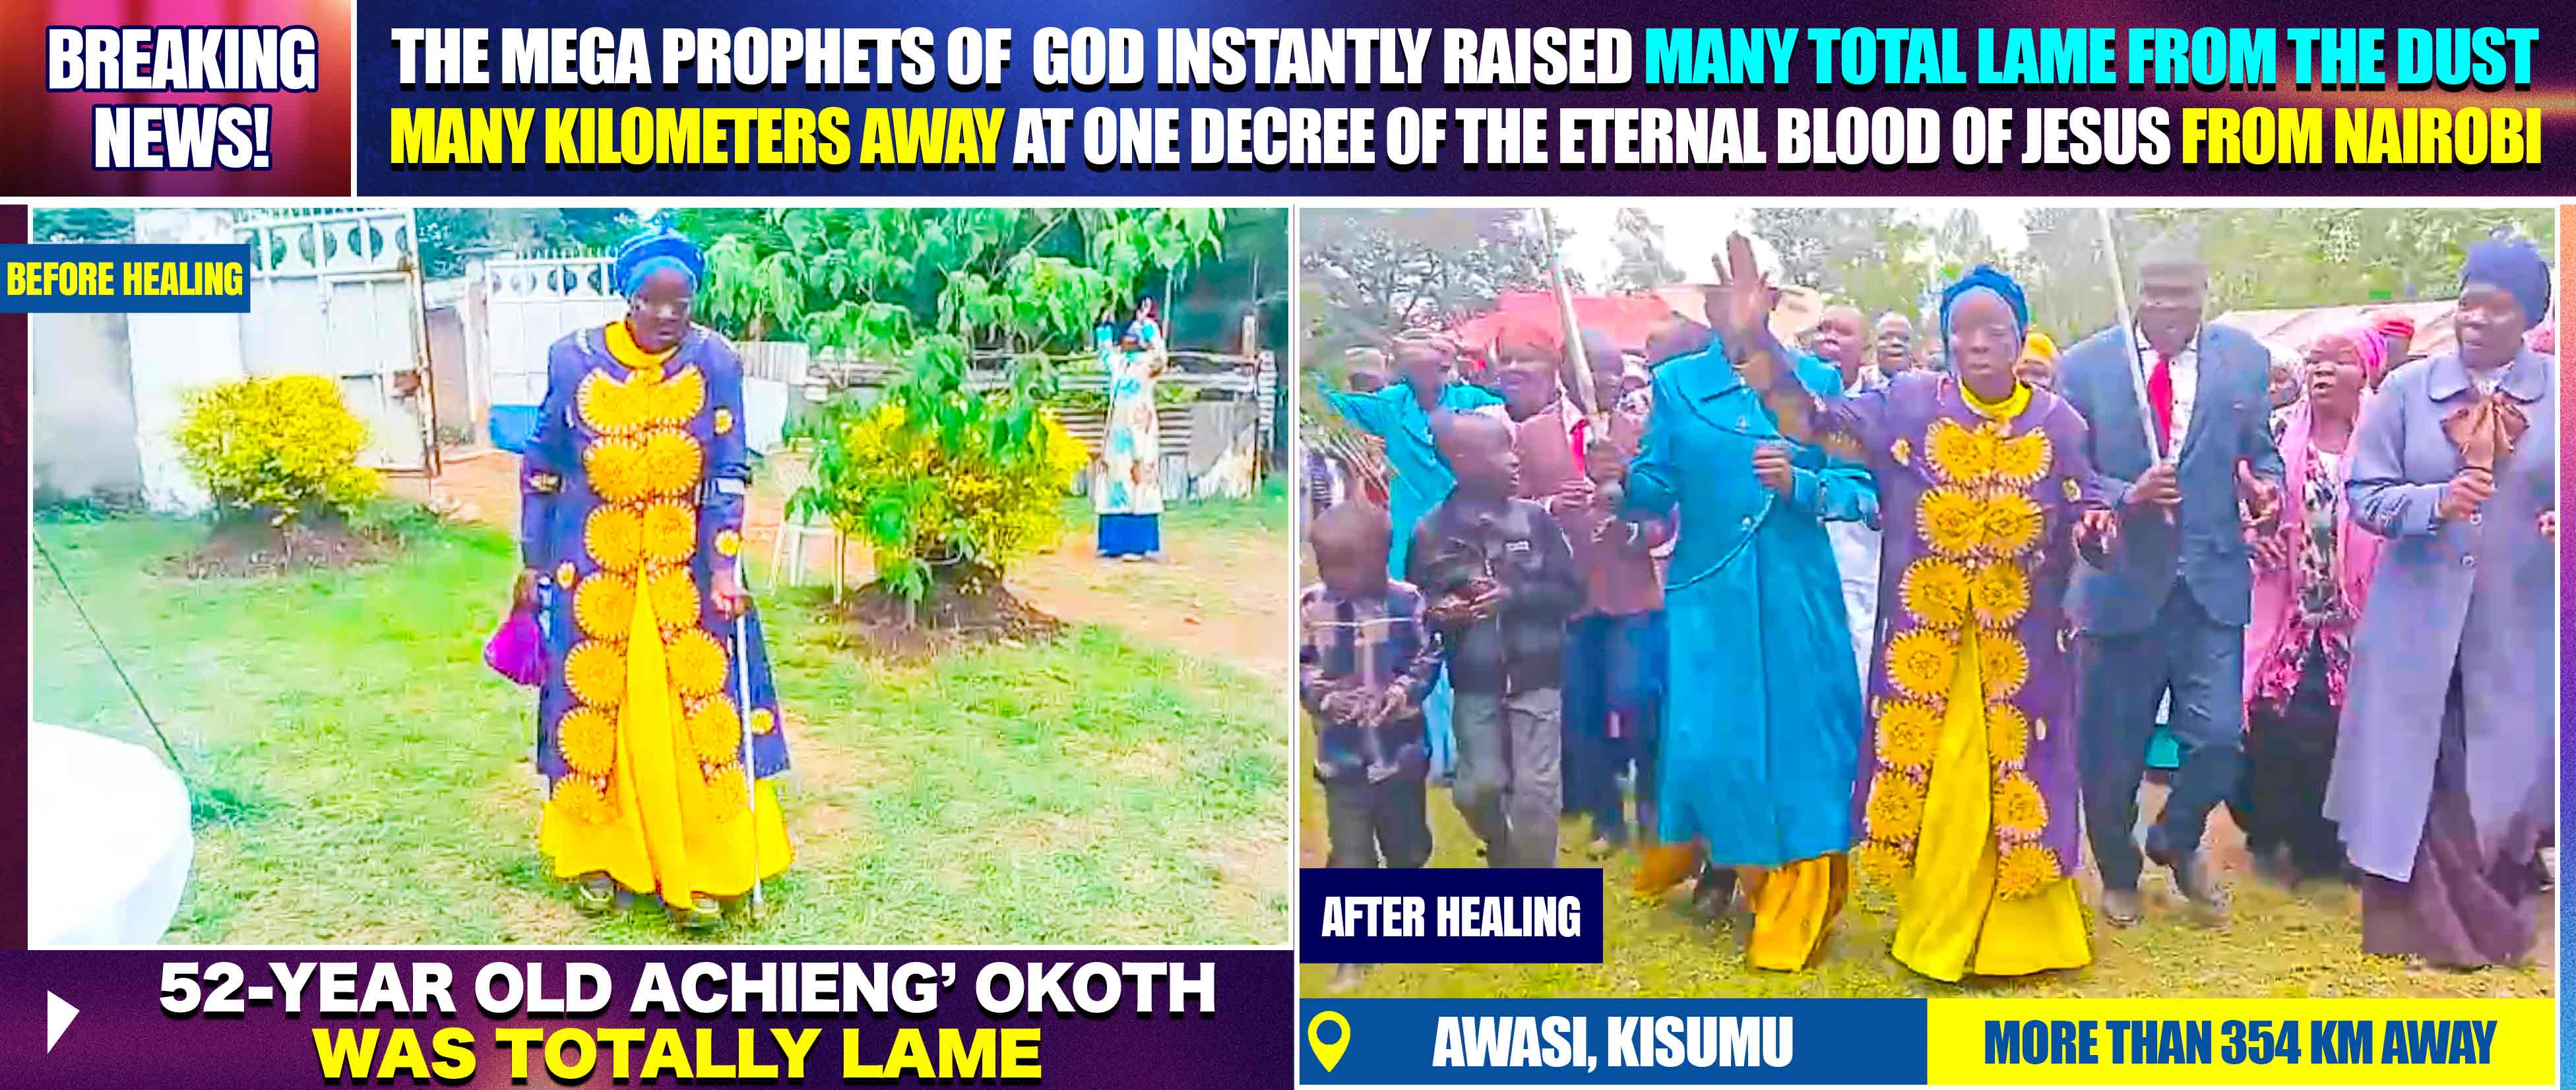 BREAKING
NEWS!
THE MEGA PROPHETS OF GOD INSTANTLY RAISED MANY TOTAL LAME FROM THE DUST
MANY KILOMETERS AWAY AT ONE DECREE OF THE ETERNAL BLOOD OF JESUS FROM NAIROBI
BEFORE HEALING
AFTER HEALING
52-YEAR OLD ACHIENG’ OKOTH
WAS TOTALLY LAME
AWASI, KISUMU
MORE THAN 354 KM AWAY